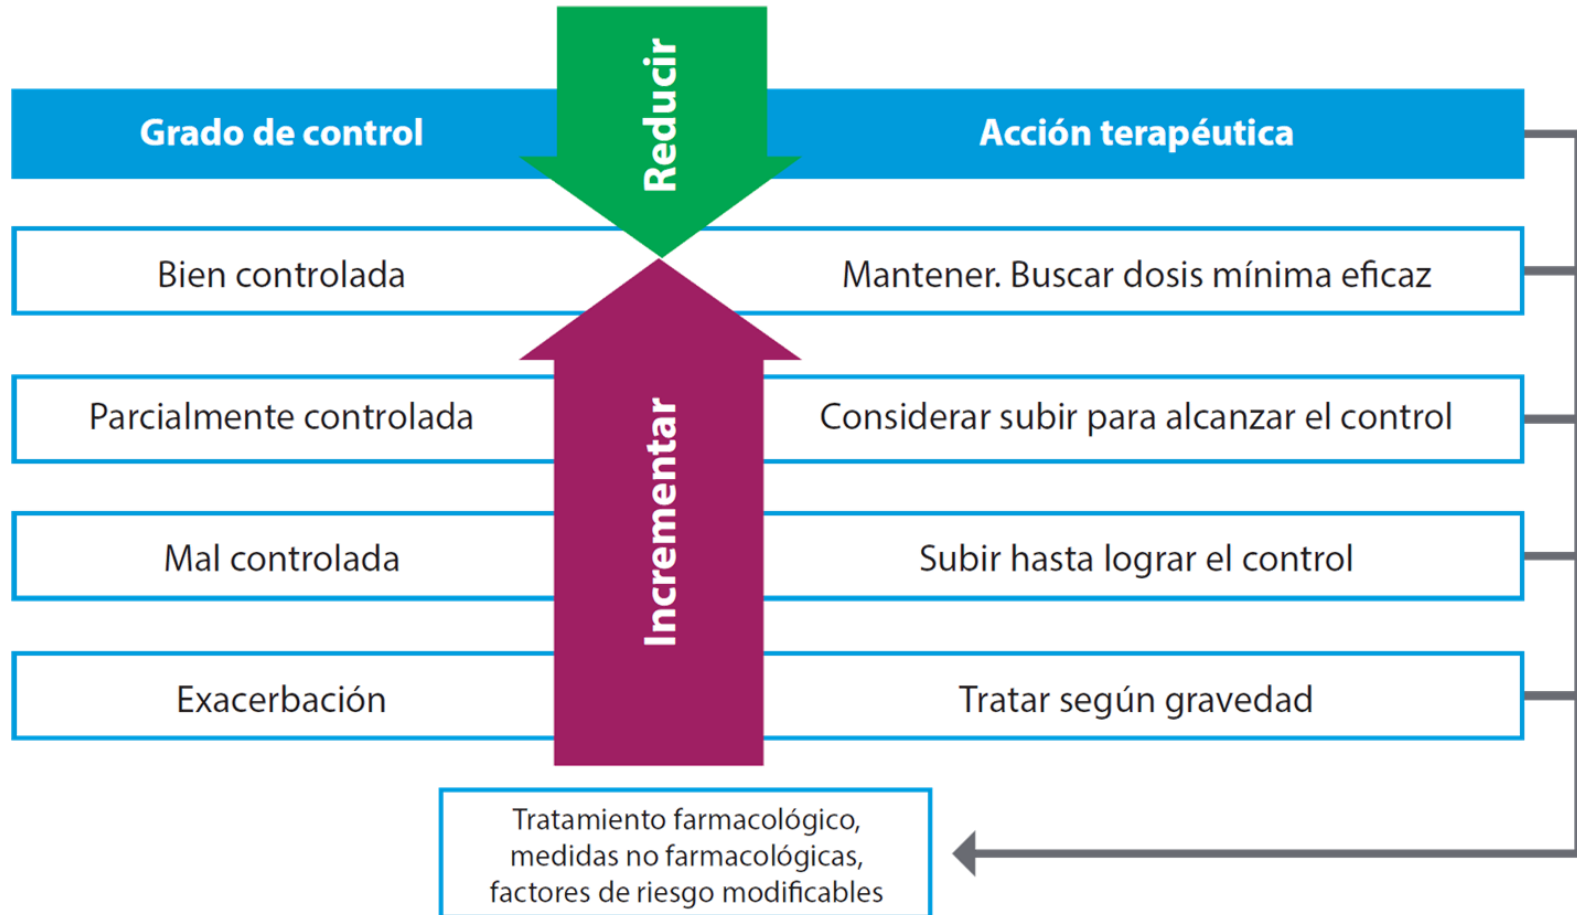 Reducir
Grado de control
Acción terapéutica
Bien controlada
Mantener. Buscar dosis mínima eficaz
Parcialmente controlada
Considerar subir para alcanzar el control
Incrementar
Mal controlada
Subir hasta lograr el control
Exacerbación
Tratar según gravedad
Tratamiento farmacológico,
medidas no farmacológicas,
factores de riesgo modificables